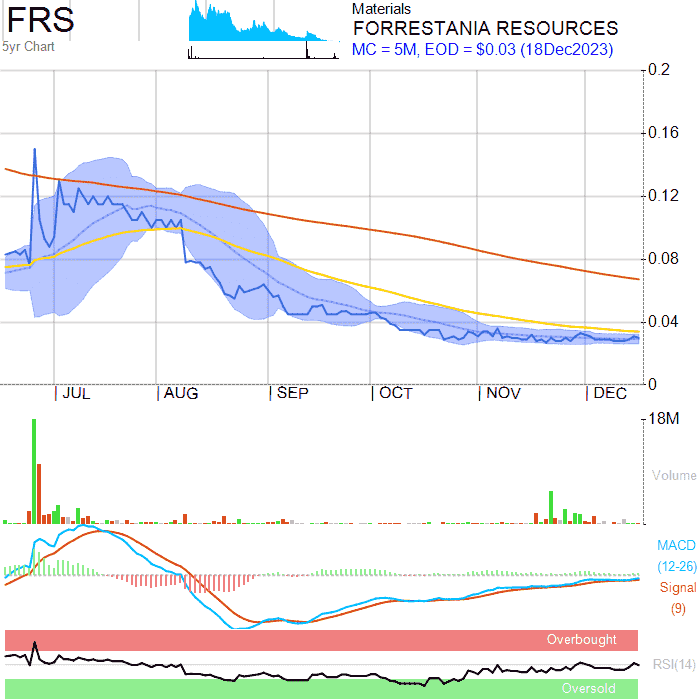 FRS
5yr Chart
Materials
FORRESTANIA RESOURCES
MC = 5M, EOD = $0.03 (18Dec2023)
0.2
0.16
0.12
0.08
0.04
0
JUL AUG SEP OCT NOV DEC
18M
Volume
MACD
(12-26)
Signal
(9)
Overbought
RSI(14)
Oversold